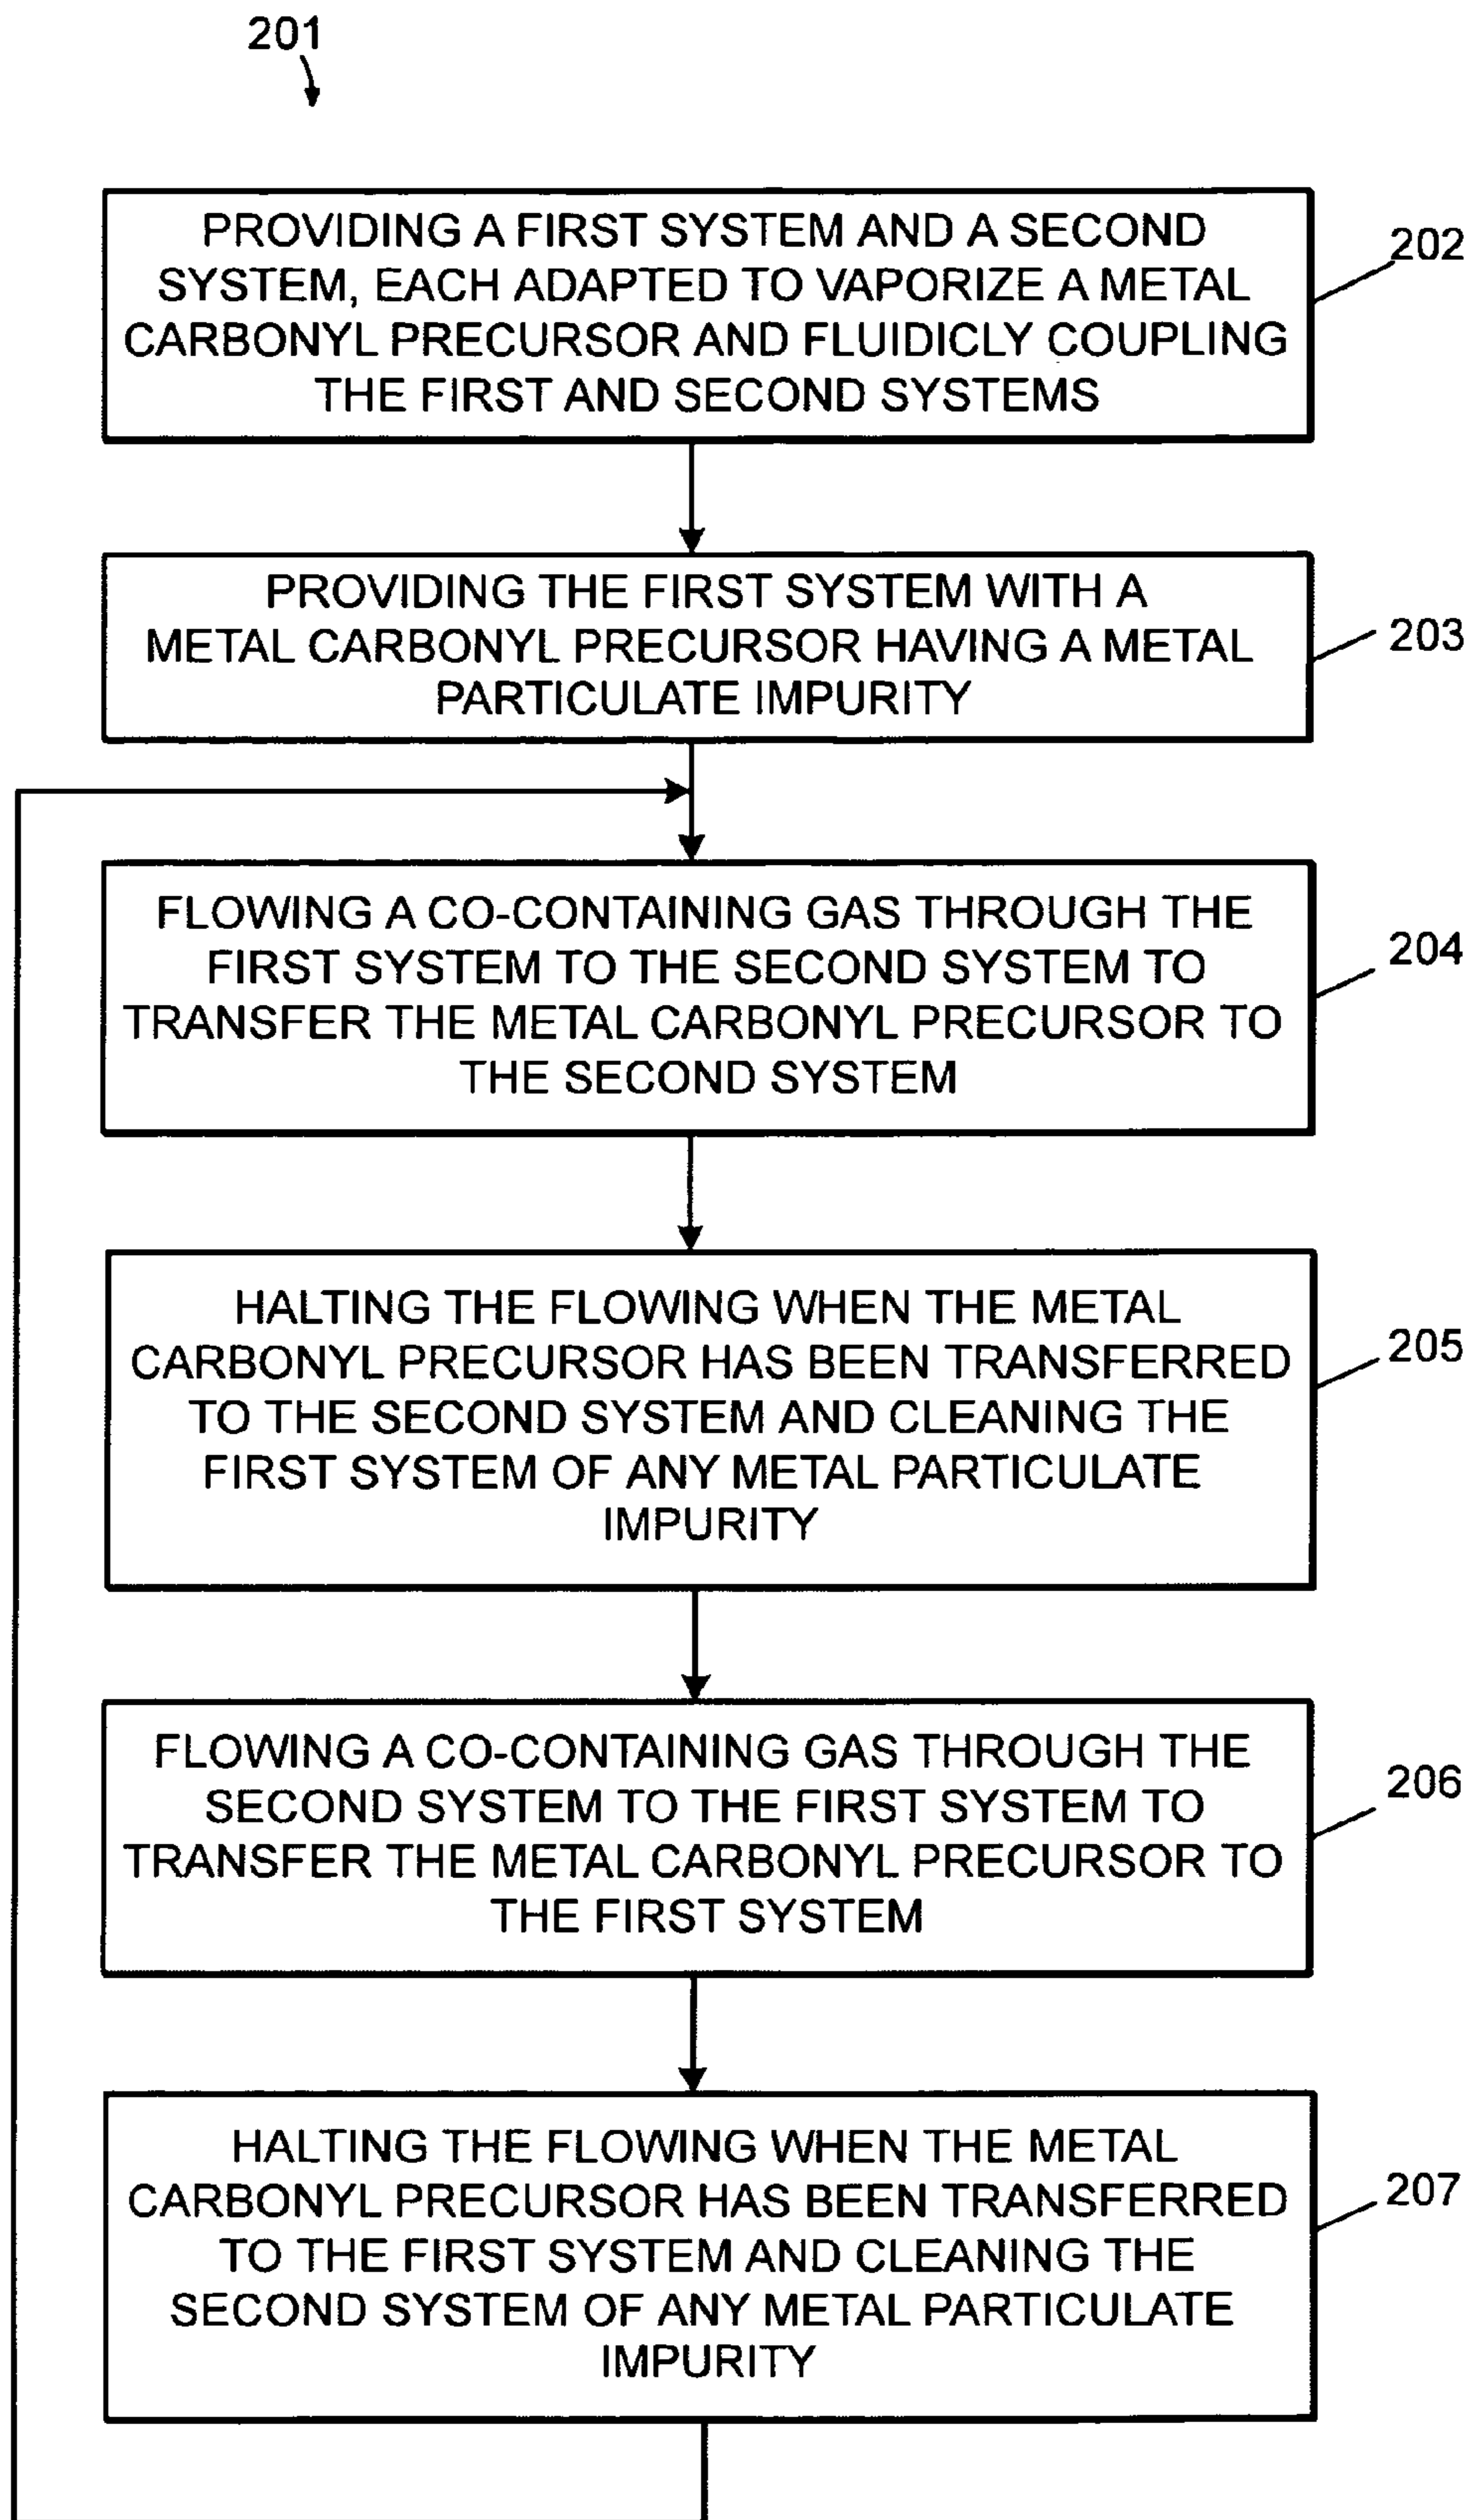 201
PROVIDING A FIRST SYSTEM AND A SECOND
SYSTEM, EACH ADAPTED TO VAPORIZE A METAL
CARBONYL PRECURSOR AND FLUIDICLY COUPLING
THE FIRST AND SECOND SYSTEMS
202
PROVIDING THE FIRST SYSTEM WITH A
METAL CARBONYL PRECURSOR HAVING A METAL
PARTICULATE IMPURITY
203
FLOWING A CO-CONTAINING GAS THROUGH THE
FIRST SYSTEM TO THE SECOND SYSTEM TO
TRANSFER THE METAL CARBONYL PRECURSOR TO
THE SECOND SYSTEM
204
HALTING THE FLOWING WHEN THE METAL
CARBONYL PRECURSOR HAS BEEN TRANSFERRED
TO THE SECOND SYSTEM AND CLEANING THE
FIRST SYSTEM OF ANY METAL PARTICULATE
IMPURITY
205
FLOWING A CO-CONTAINING GAS THROUGH THE
SECOND SYSTEM TO THE FIRST SYSTEM TO
TRANSFER THE METAL CARBONYL PRECURSOR TO
THE FIRST SYSTEM
206
HALTING THE FLOWING WHEN THE METAL
CARBONYL PRECURSOR HAS BEEN TRANSFERRED
TO THE FIRST SYSTEM AND CLEANING THE
SECOND SYSTEM OF ANY METAL PARTICULATE
IMPURITY
207